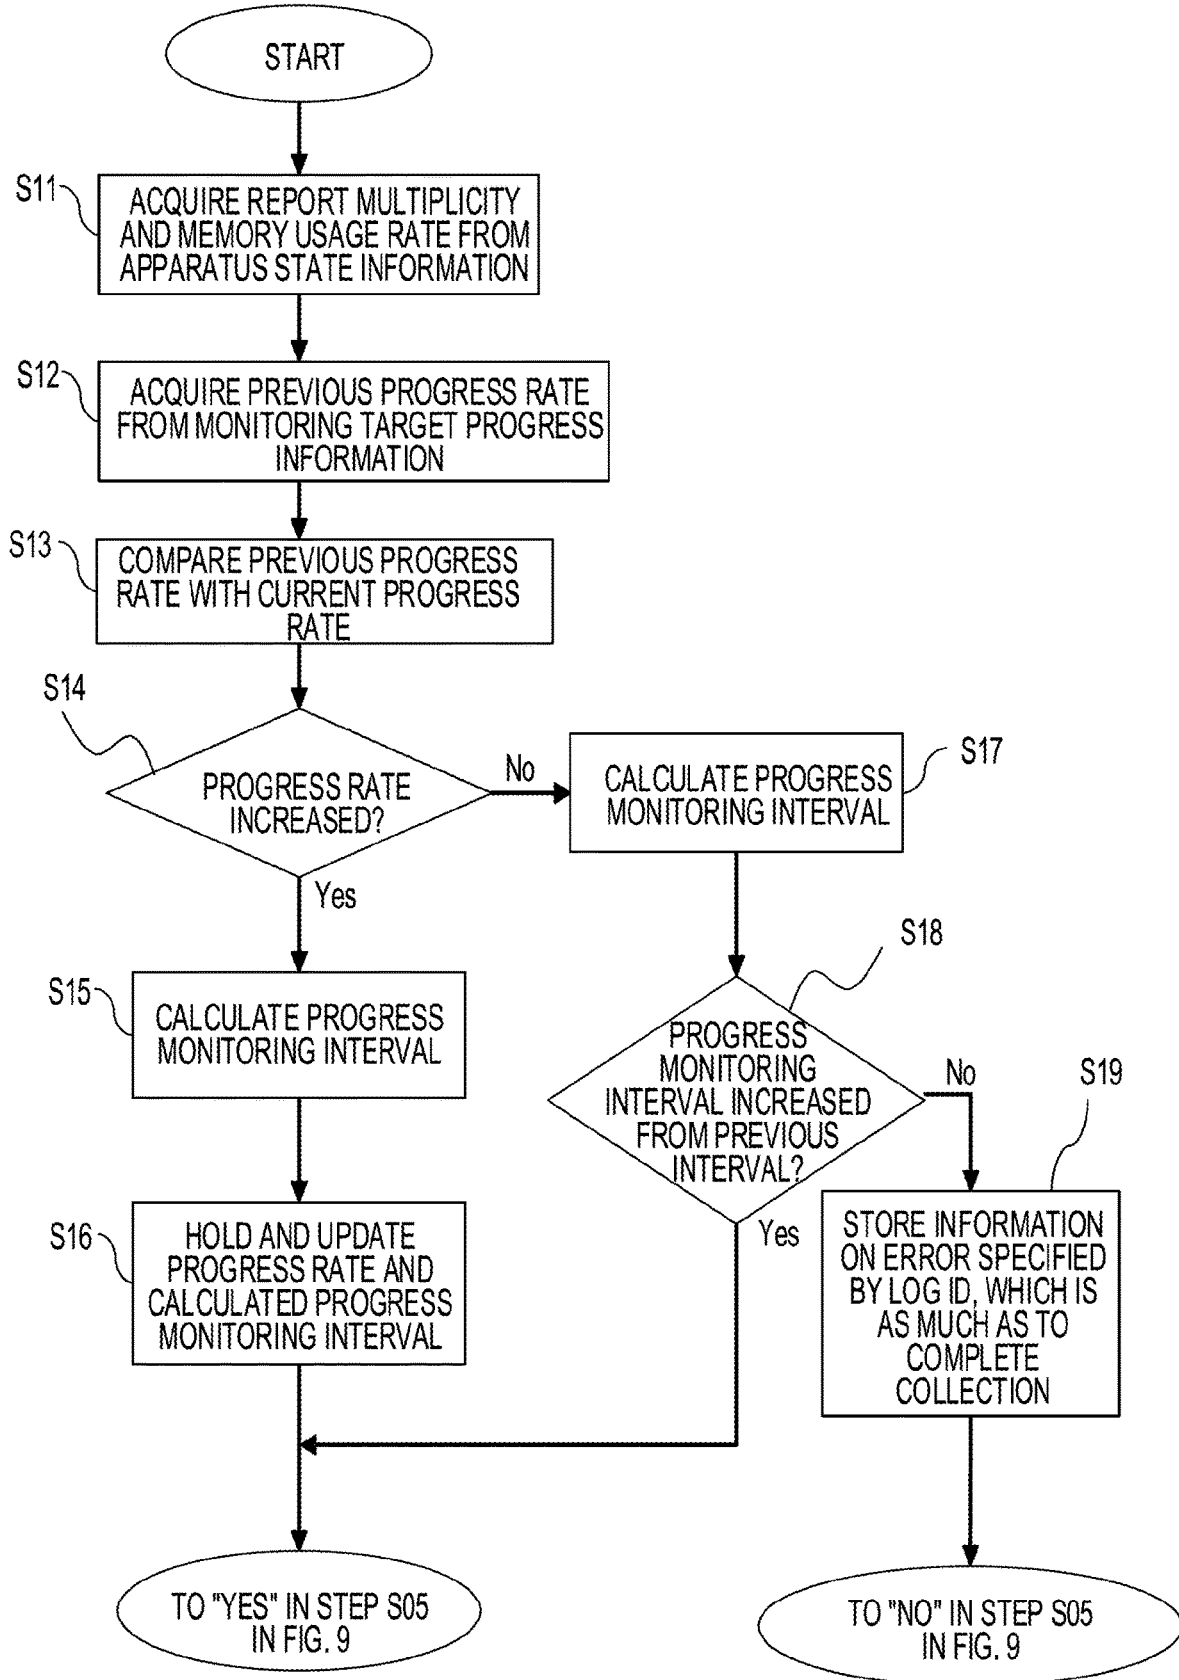 START
S11
ACQUIRE REPORT MULTIPLICITY
AND MEMORY USAGE RATE FROM
APPARATUS STATE INFORMATION
S12
ACQUIRE PREVIOUS PROGRESS RATE
FROM MONITORING TARGET PROGRESS
INFORMATION
S13
COMPARE PREVIOUS PROGRESS
RATE WITH CURRENT PROGRESS
RATE
S14
PROGRESS RATE
INCREASED?
No
Yes
S17
CALCULATE PROGRESS
MONITORING INTERVAL
S15
CALCULATE PROGRESS
MONITORING INTERVAL
S18
PROGRESS
MONITORING
INTERVAL INCREASED
FROM PREVIOUS
INTERVAL?
No
Yes
S16
HOLD AND UPDATE
PROGRESS RATE AND
CALCULATED PROGRESS
MONITORING INTERVAL
S19
STORE INFORMATION
ON ERROR SPECIFIED
BY LOG ID, WHICH IS
AS MUCH AS TO
COMPLETE
COLLECTION
TO "YES" IN STEP S05
IN FIG. 9
TO "NO" IN STEP S05
IN FIG. 9